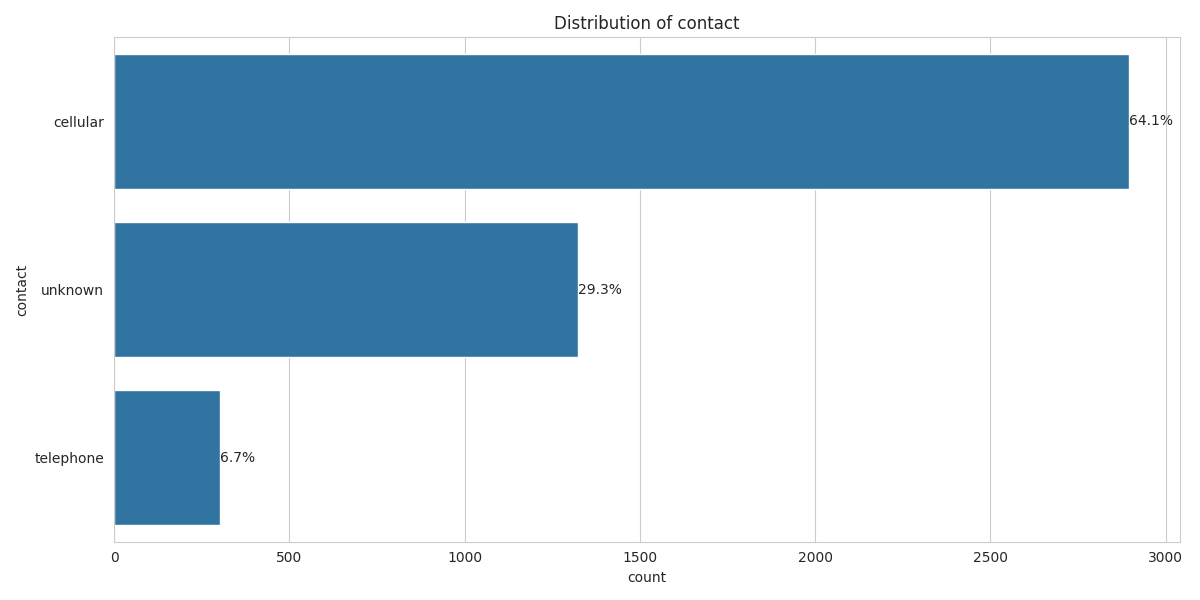 Distribution of contact
contact
cellular
64.1%
unknown
29.3%
telephone
6.7%
0 500 1000 1500 2000 2500 3000
count